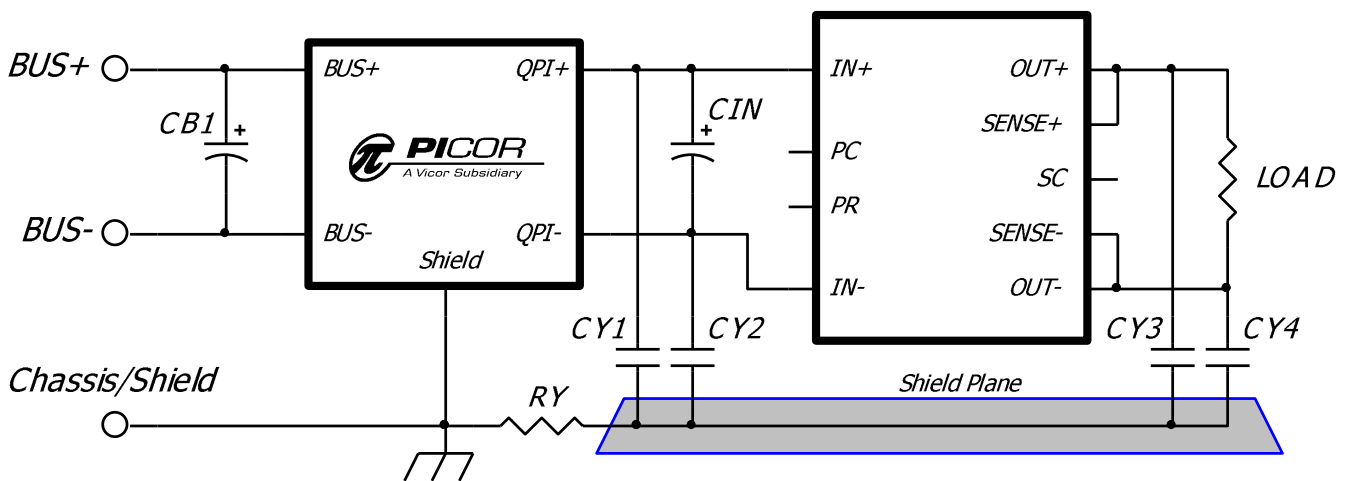 BUS+
CB1
+
BUS-
BUS+
QPI+
PICOR
A Vicor Subsidiary
BUS-
QPI-
Shield
CIN
+
IN+
OUT+
SENSE+
PC
SC
PR
SENSE-
IN-
OUT-
LOAD
CY1
CY2
CY3
CY4
Chassis/Shield
RY
Shield Plane